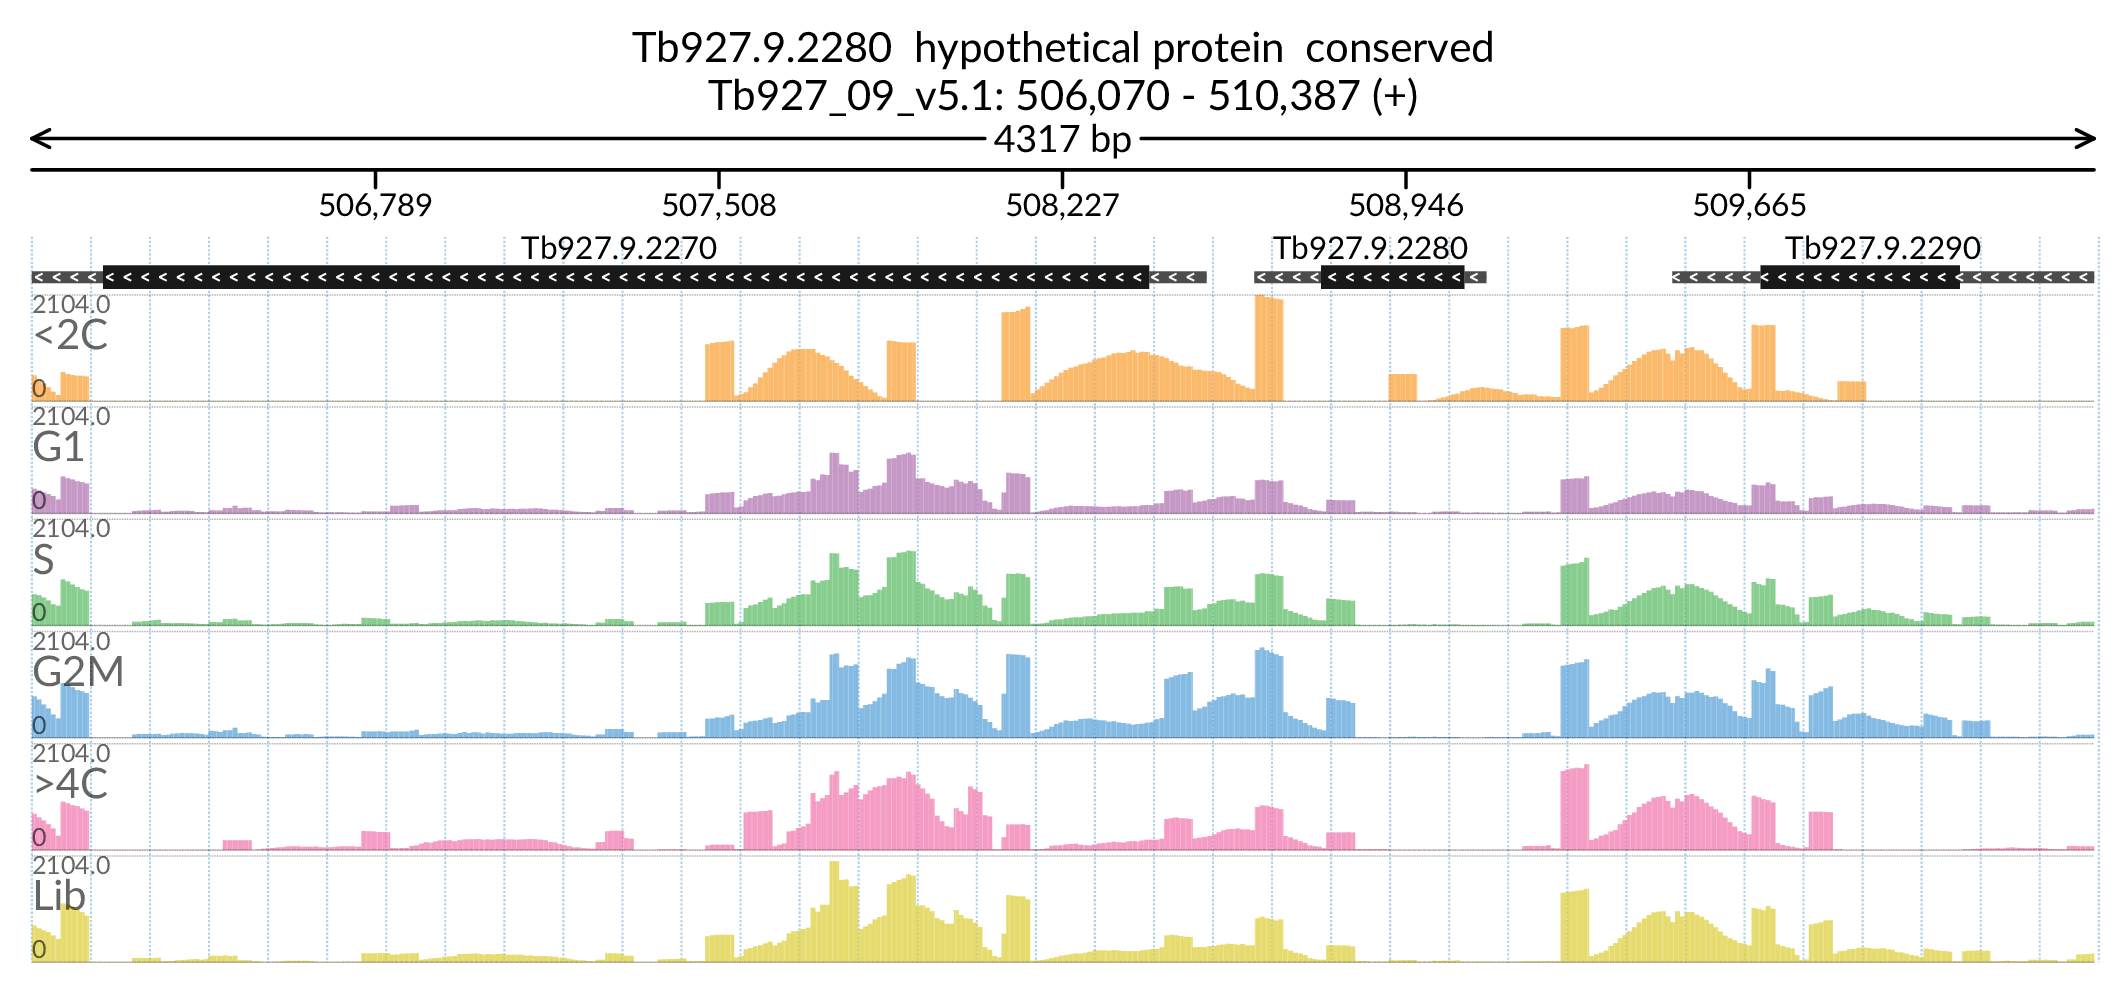 Tb927.9.2280 hypothetical protein conserved
Tb927_09_v5.1: 506,070 - 510,387 (+)
4317 bp
506,789 507,508 508,227 508,946 509,665
Tb927.9.2270 Tb927.9.2280 Tb927.9.2290
2104.0
<2C
0
2104.0
G1
0
2104.0
S
0
2104.0
G2M
0
2104.0
>4C
0
2104.0
Lib
0